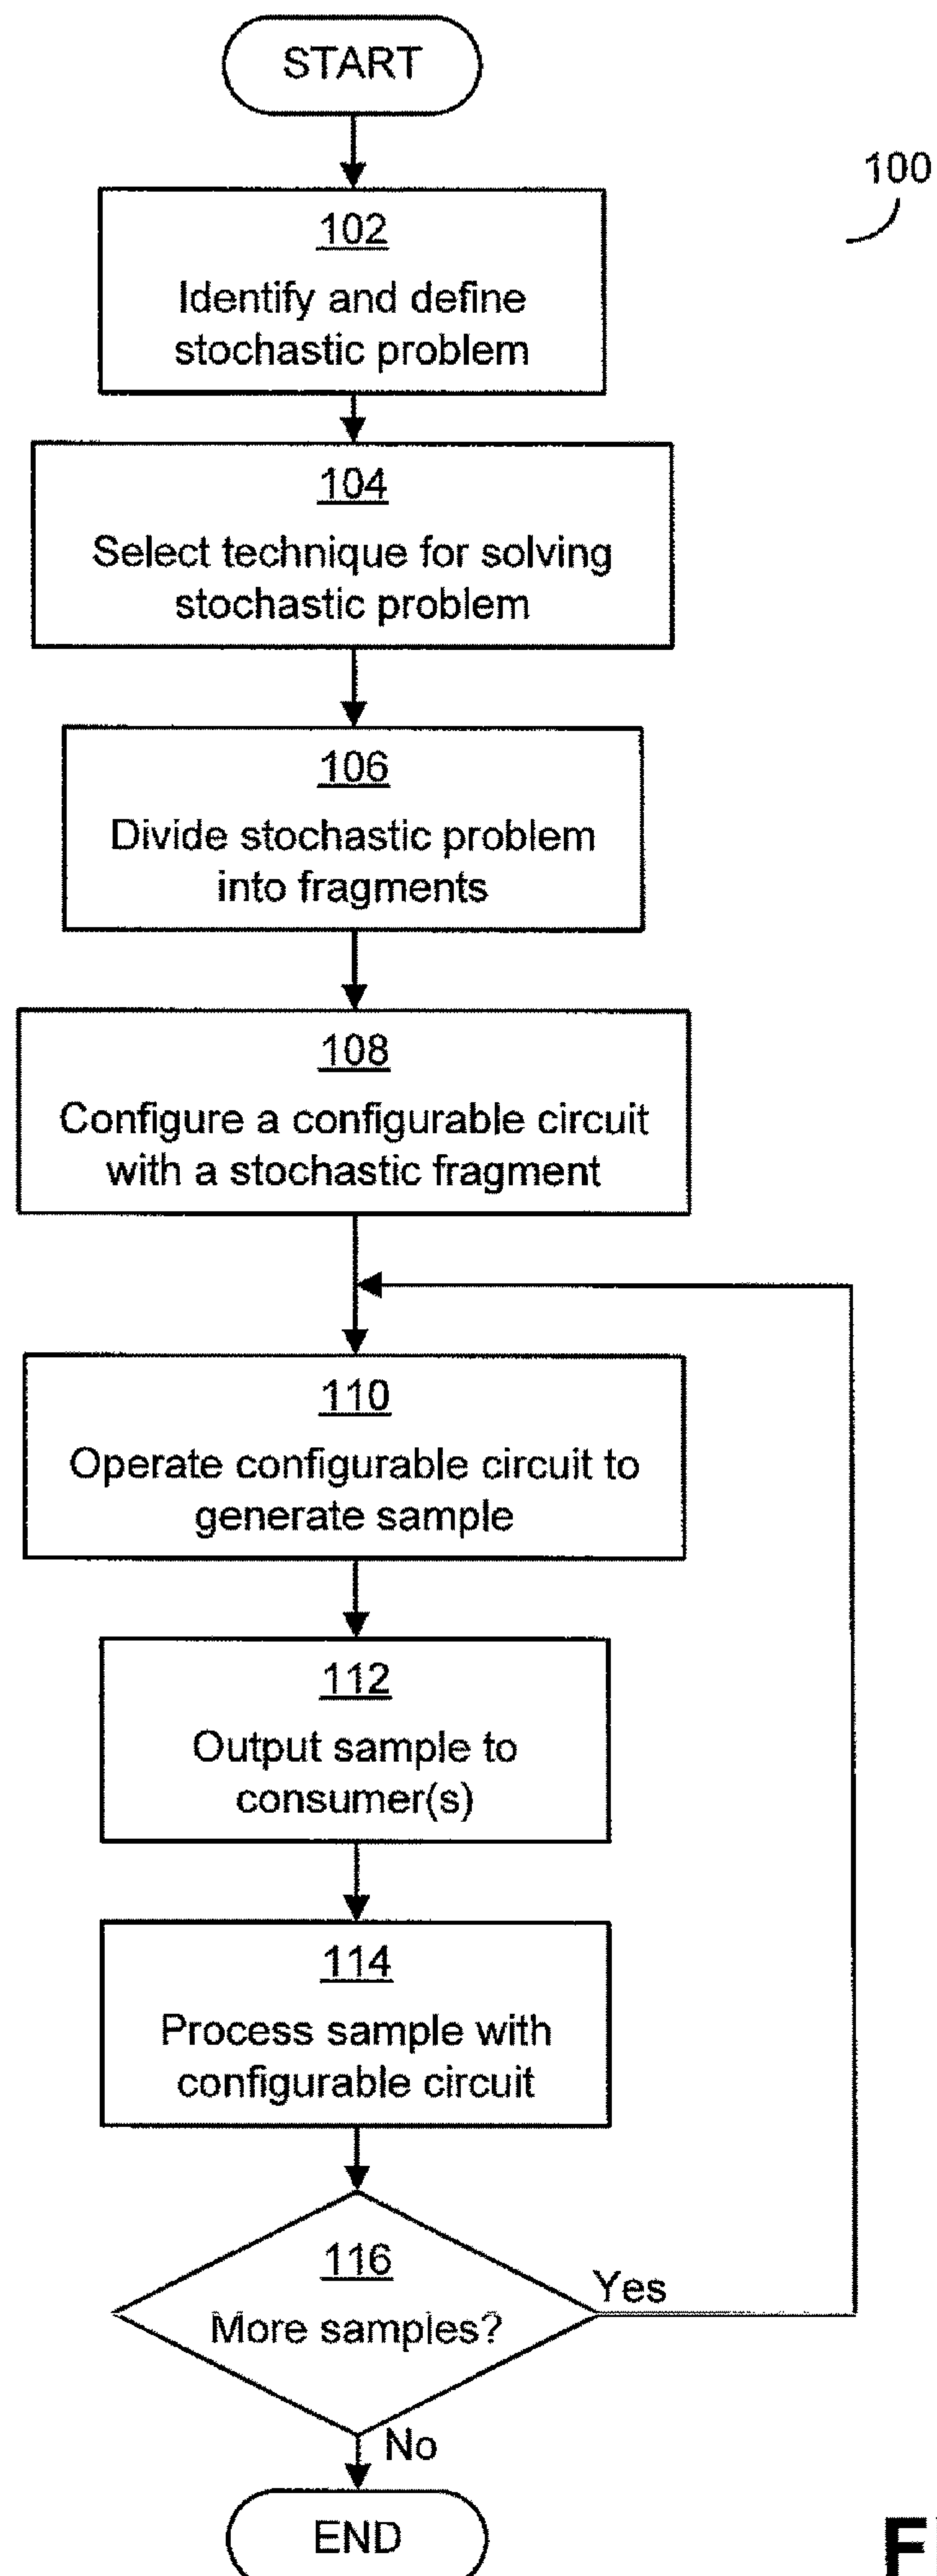 START
100
102
Identify and define
stochastic problem
104
Select technique for solving
stochastic problem
106
Divide stochastic problem
into fragments
108
Configure a configurable circuit
with a stochastic fragment
110
Operate configurable circuit to
generate sample
112
Output sample to
consumer(s)
114
Process sample with
configurable circuit
116
More samples?
Yes
No
END